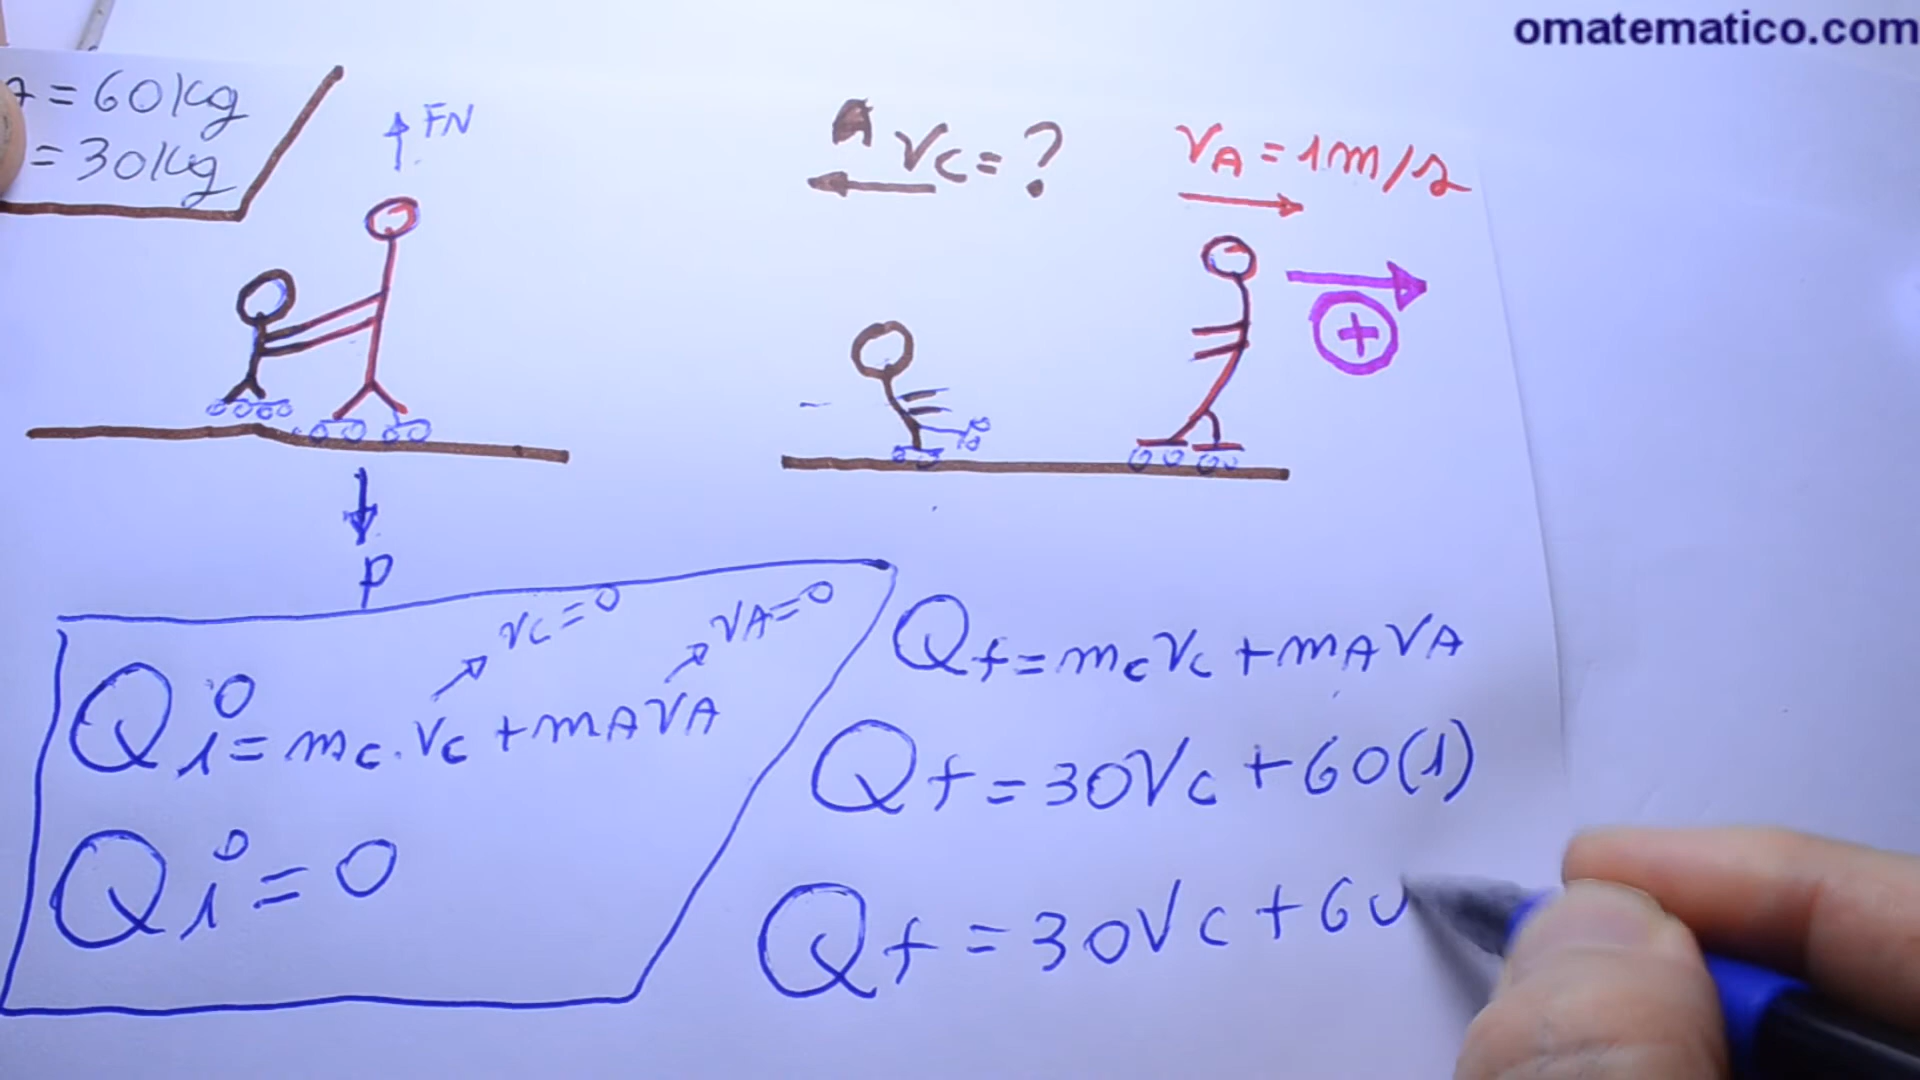 omatematico.com
= 60kg
= 30kg
FN
VC = ?
VA = 1m/s
+
P
VC = 0
VA = 0
Qi = mc . Vc + mAVA
Qi = 0
Qf = mcVc + mAVA
Qf = 30Vc + 60(1)
Qf = 30Vc + 60